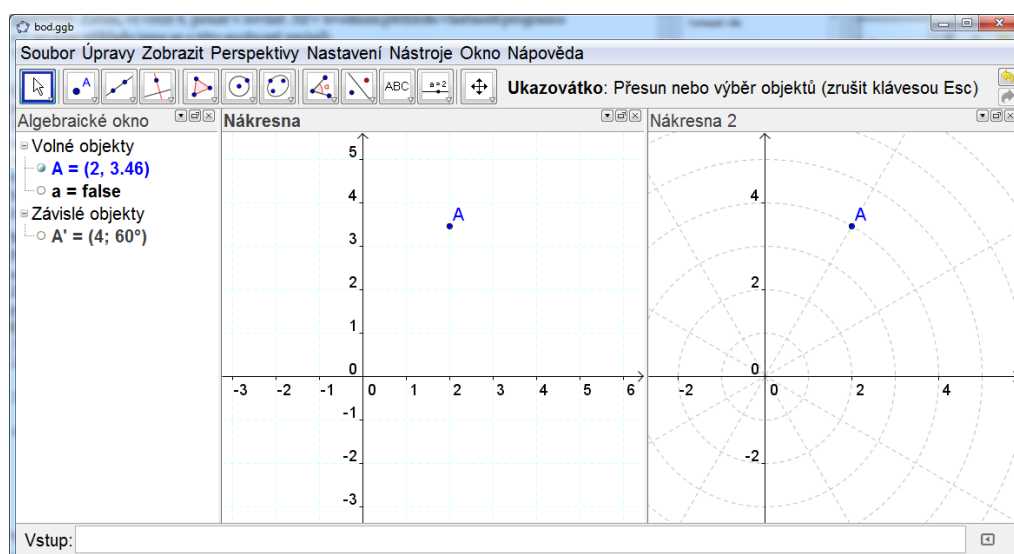 bod.ggb
Soubor Úpravy Zobrazit Perspektivy Nastavení Nástroje Okno Nápověda
A ABC a=2 Ukazovátko: Přesun nebo výběr objektů (zrušit klávesou Esc)
Algebraické okno
Volné objekty
A = (2, 3.46)
a = false
Závislé objekty
A' = (4; 60°)
Nákresna
5
4
A
3
2
1
0
-3 -2 -1 0 1 2 3 4 5 6
-1
-2
-3
Nákresna 2
4
A
2
0
-2 0 2 4
-2
Vstup: